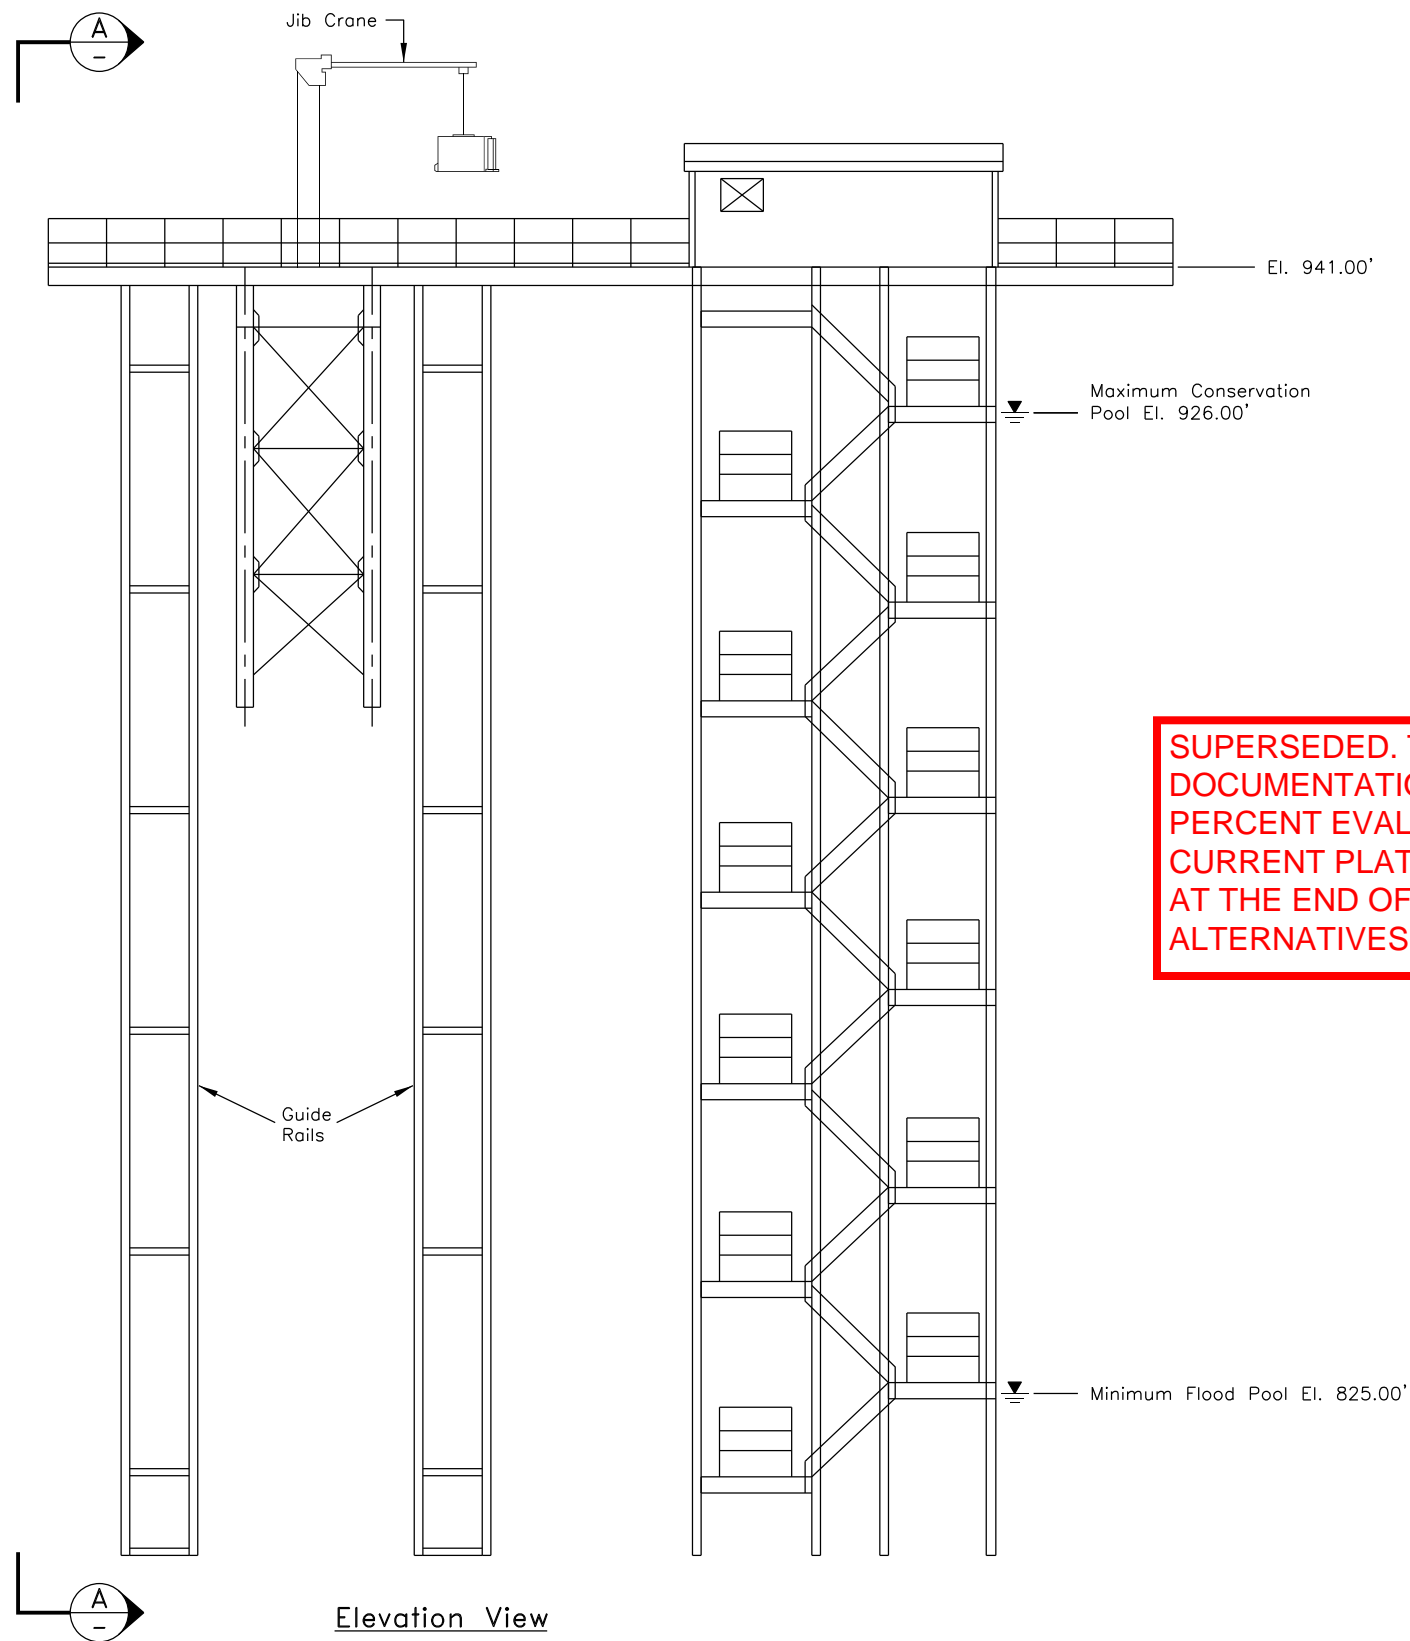 A
-
Jib Crane
El. 941.00'
Maximum Conservation
Pool El. 926.00'
SUPERSEDED.
DOCUMENTATIO
PERCENT EVAL
CURRENT PLAT
AT THE END OF
ALTERNATIVES
Guide
Rails
Minimum Flood Pool El. 825.00'
A
-
Elevation View